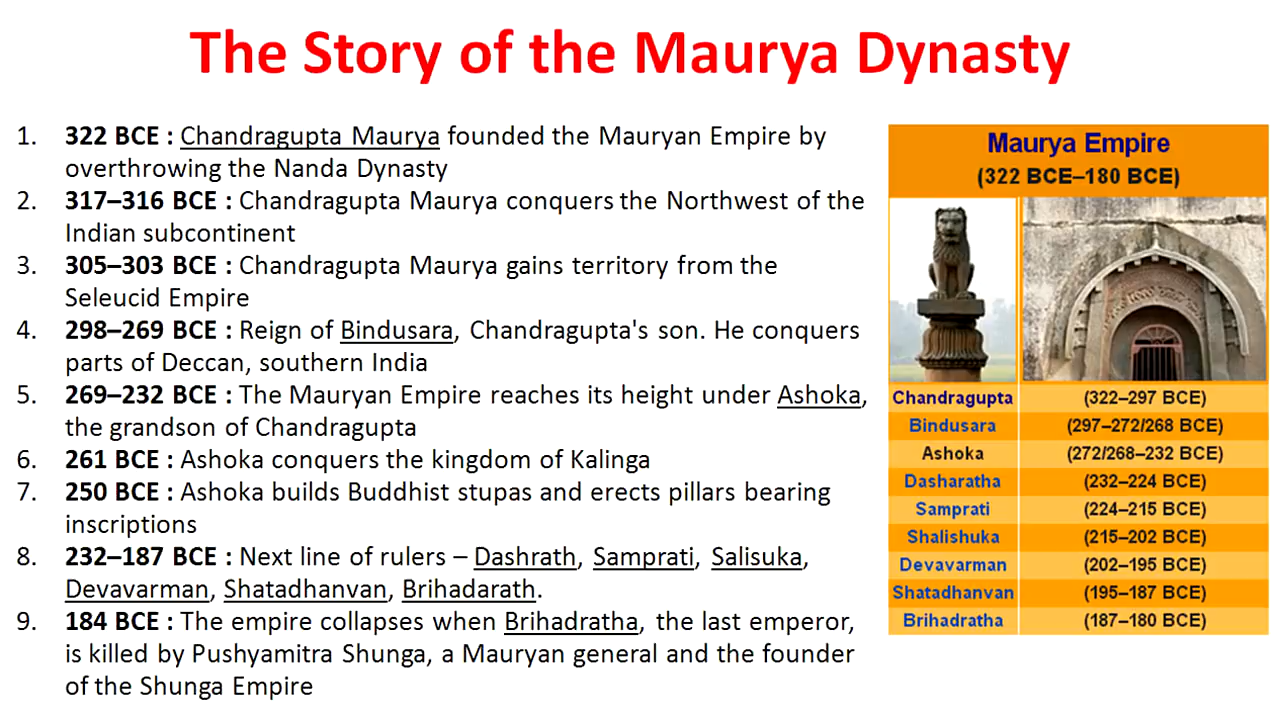 The Story of the Maurya Dynasty
1. 322 BCE : Chandragupta Maurya founded the Mauryan Empire by
overthrowing the Nanda Dynasty
2. 317–316 BCE : Chandragupta Maurya conquers the Northwest of the
Indian subcontinent
3. 305–303 BCE : Chandragupta Maurya gains territory from the
Seleucid Empire
4. 298–269 BCE : Reign of Bindusara, Chandragupta's son. He conquers
parts of Deccan, southern India
5. 269–232 BCE : The Mauryan Empire reaches its height under Ashoka,
the grandson of Chandragupta
6. 261 BCE : Ashoka conquers the kingdom of Kalinga
7. 250 BCE : Ashoka builds Buddhist stupas and erects pillars bearing
inscriptions
8. 232–187 BCE : Next line of rulers – Dashrath, Samprati, Salisuka,
Devavarman, Shatadhanvan, Brihadarath.
9. 184 BCE : The empire collapses when Brihadratha, the last emperor,
is killed by Pushyamitra Shunga, a Mauryan general and the founder
of the Shunga Empire
Maurya Empire
(322 BCE–180 BCE)
Chandragupta (322–297 BCE)
Bindusara (297–272/268 BCE)
Ashoka (272/268–232 BCE)
Dasharatha (232–224 BCE)
Samprati (224–215 BCE)
Shalishuka (215–202 BCE)
Devavarman (202–195 BCE)
Shatadhanvan (195–187 BCE)
Brihadratha (187–180 BCE)